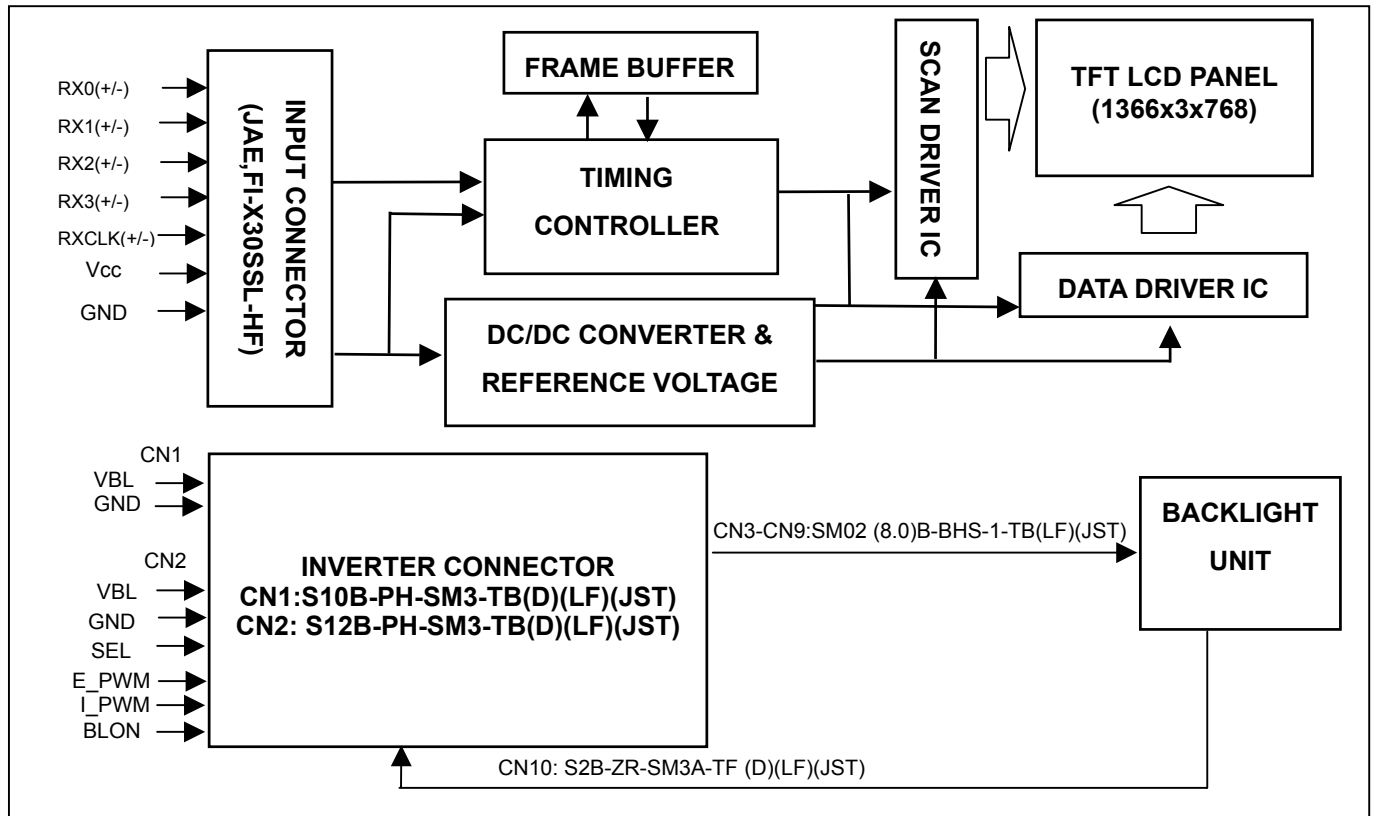 RX0(+/-)
RX1(+/-)
RX2(+/-)
RX3(+/-)
RXCLK(+/-)
Vcc
GND
INPUT CONNECTOR
(JAE,FI-X30SSL-HF)
FRAME BUFFER
TIMING
CONTROLLER
DC/DC CONVERTER &
REFERENCE VOLTAGE
SCAN DRIVER IC
TFT LCD PANEL
(1366x3x768)
DATA DRIVER IC
CN1
VBL
GND
CN2
VBL
GND
SEL
E_PWM
I_PWM
BLON
INVERTER CONNECTOR
CN1:S10B-PH-SM3-TB(D)(LF)(JST)
CN2: S12B-PH-SM3-TB(D)(LF)(JST)
CN3-CN9:SM02 (8.0)B-BHS-1-TB(LF)(JST)
BACKLIGHT
UNIT
CN10: S2B-ZR-SM3A-TF (D)(LF)(JST)